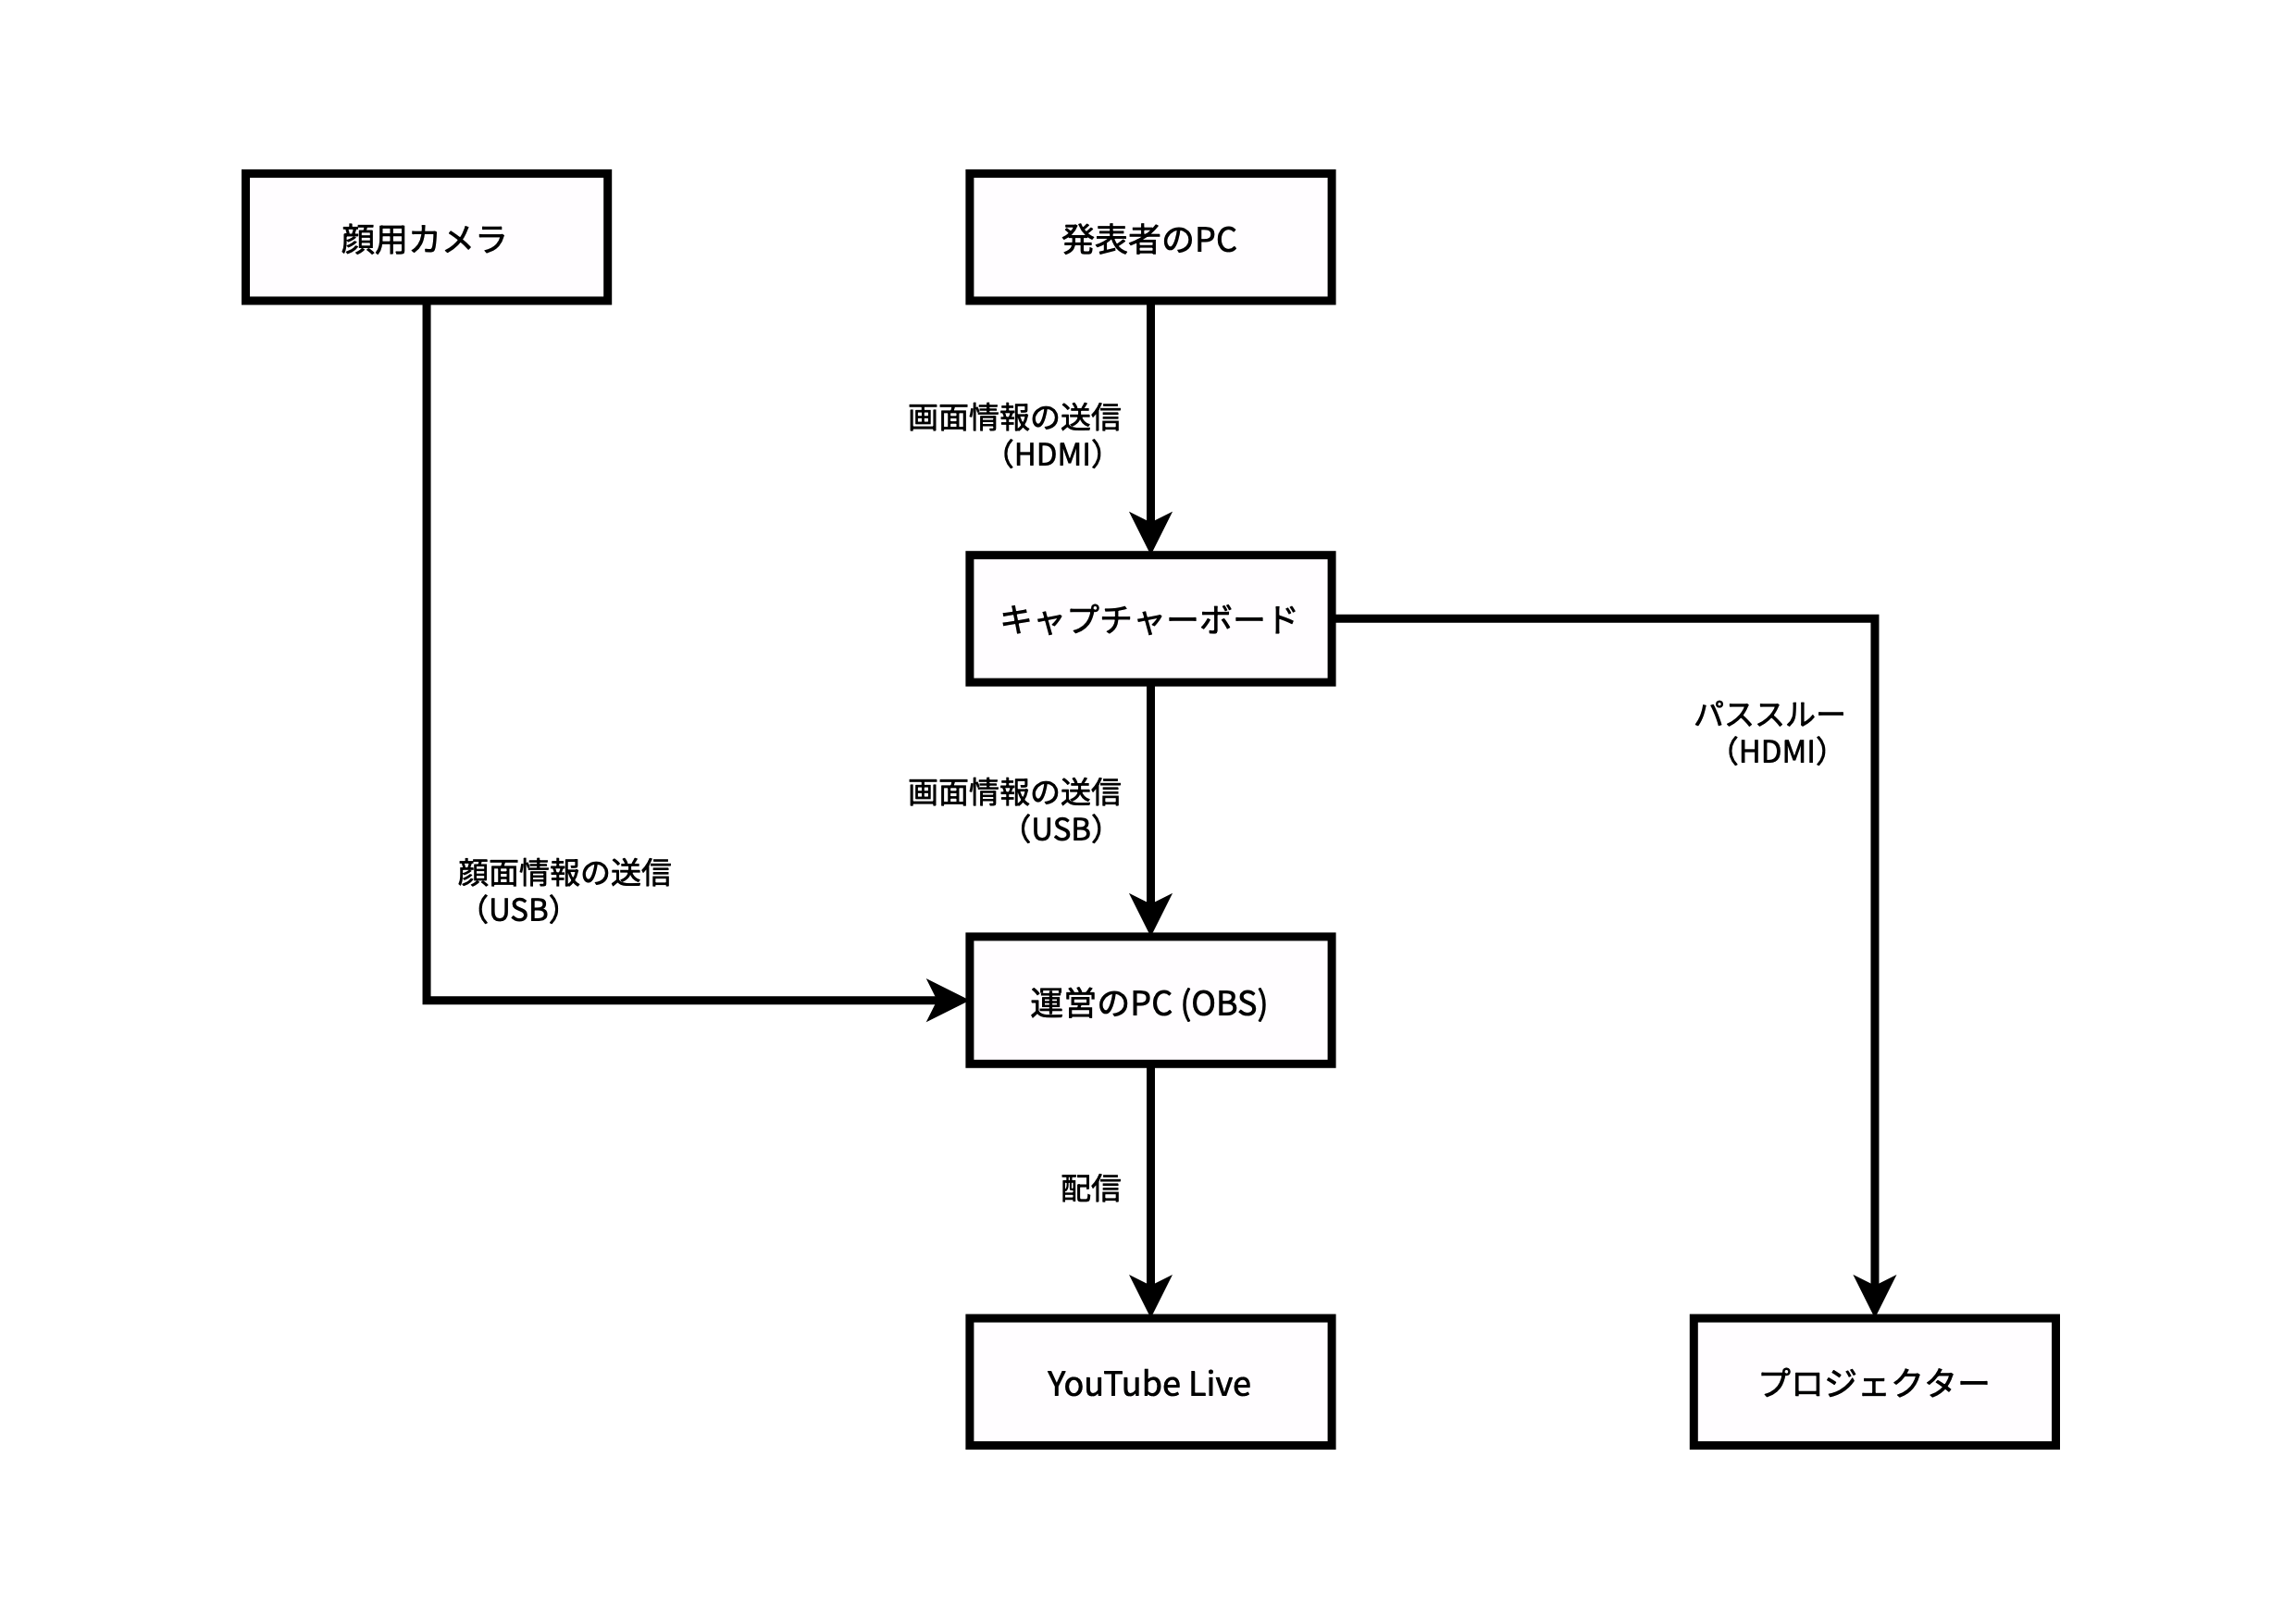 顔用カメラ
発表者のPC
画面情報の送信
（HDMI）
キャプチャーボード
パススルー
（HDMI）
画面情報の送信
（USB）
顔面情報の送信
（USB）
運営のPC (OBS)
配信
YouTube Live
プロジェクター